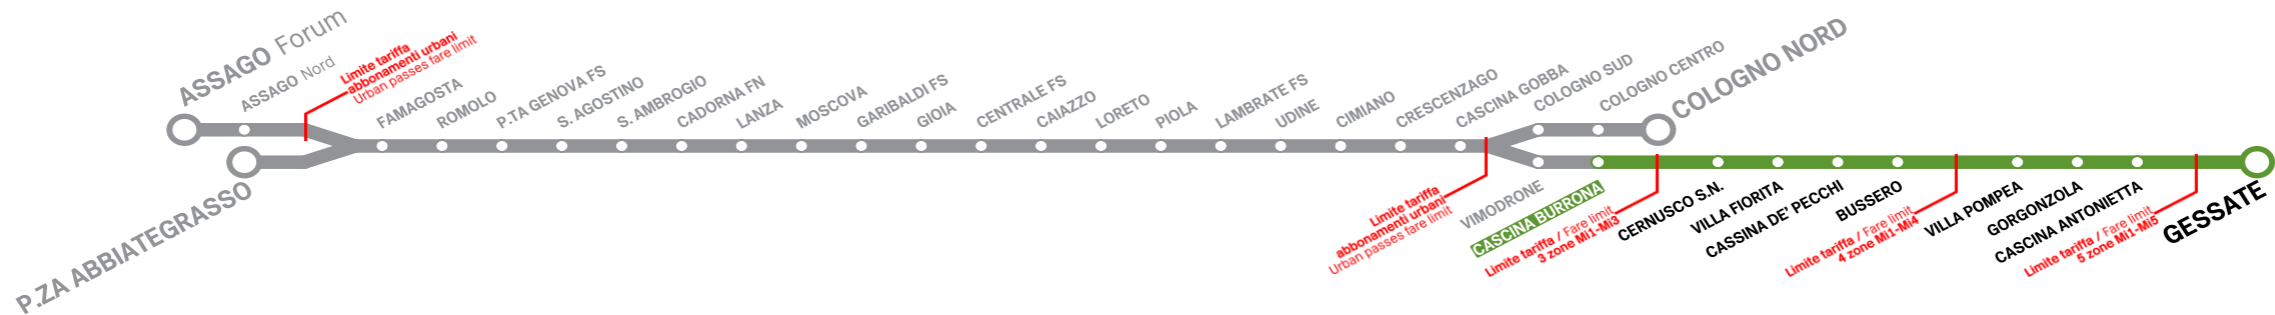 ASSAGO Forum
ASSAGO Nord
Limite tariffa
abbonamenti urbani
Urban passes fare limit
P.ZA ABBIATEGRASSO
FAMAGOSTA
ROMOLO
P.TA GENOVA FS
S. AGOSTINO
S. AMBROGIO
CADORNA FN
LANZA
MOSCOVA
GARIBALDI FS
GIOIA
CENTRALE FS
CAIAZZO
LORETO
PIOLA
LAMBRATE FS
UDINE
CIMIANO
CRESCENZAGO
CASCINA GOBBA
COLOGNO SUD
COLOGNO CENTRO
COLOGNO NORD
Limite tariffa
abbonamenti urbani
Urban passes fare limit
VIMODRONE
CASCINA BURRONA
Limite tariffa / Fare limit
3 zone Mi1-Mi3
CERNUSCO S.N.
VILLA FIORITA
CASSINA DE' PECCHI
BUSSERO
Limite tariffa / Fare limit
4 zone Mi1-Mi4
VILLA POMPEA
GORGONZOLA
CASCINA ANTONIETTA
Limite tariffa / Fare limit
5 zone Mi1-Mi5
GESSATE